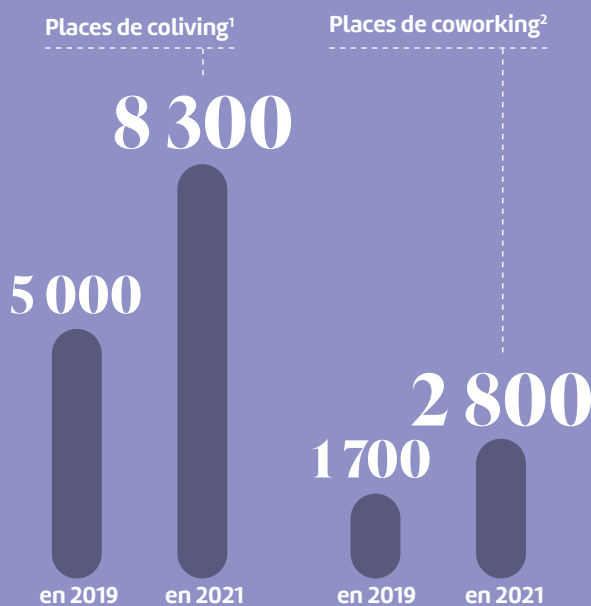 Places de coliving¹
Places de coworking²
8 300
5 000
2 800
1 700
en 2019
en 2021
en 2019
en 2021